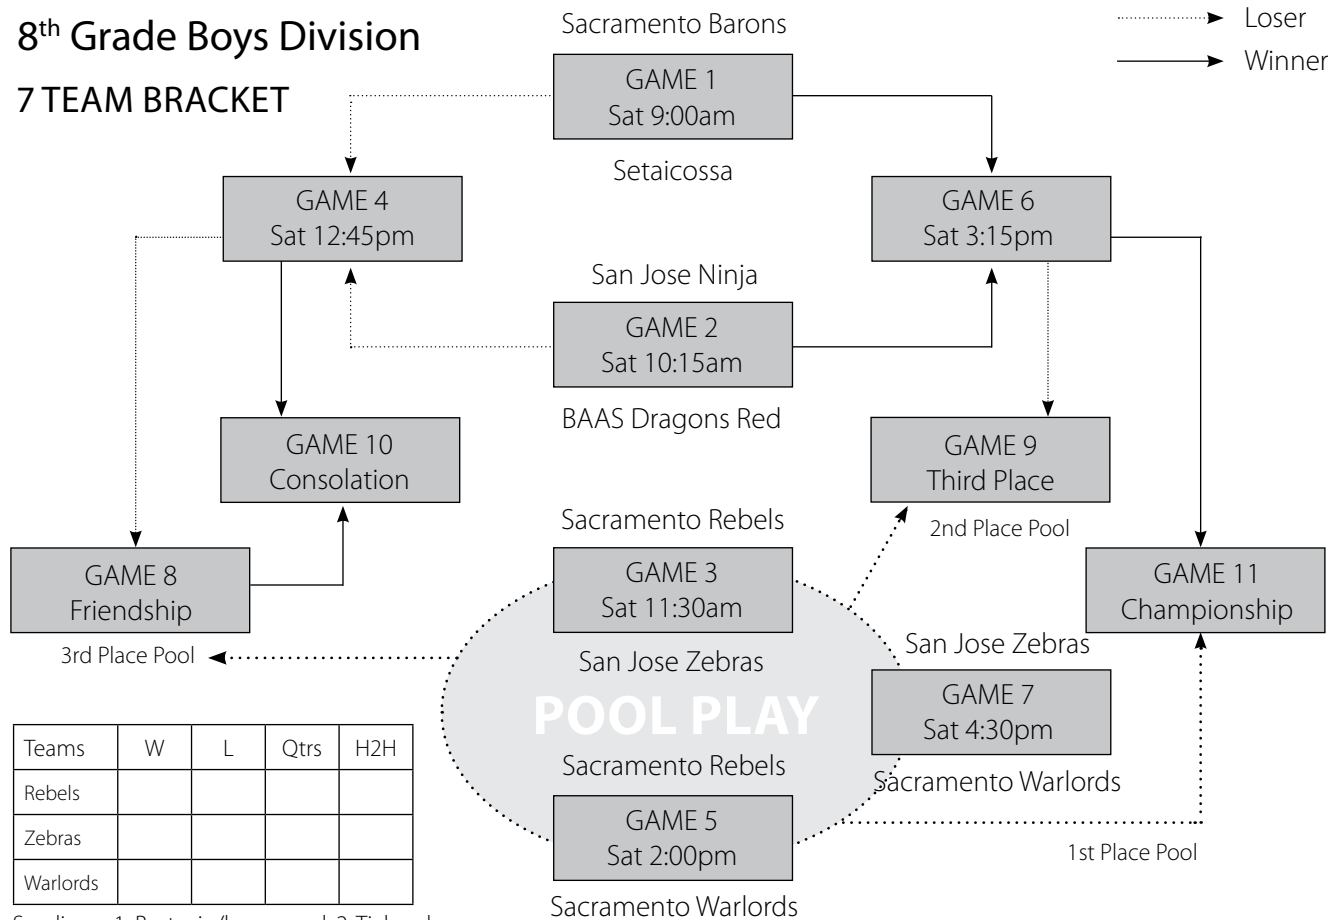 8th Grade Boys Division
7 TEAM BRACKET
Loser
Winner
Sacramento Barons
GAME 1
Sat 9:00am
Setaicossa
GAME 4
Sat 12:45pm
GAME 6
Sat 3:15pm
San Jose Ninja
GAME 2
Sat 10:15am
BAAS Dragons Red
GAME 10
Consolation
GAME 9
Third Place
2nd Place Pool
Sacramento Rebels
GAME 3
Sat 11:30am
San Jose Zebras
GAME 8
Friendship
3rd Place Pool
GAME 11
Championship
San Jose Zebras
GAME 7
Sat 4:30pm
Sacramento Warlords
POOL PLAY
Sacramento Rebels
GAME 5
Sat 2:00pm
Sacramento Warlords
1st Place Pool
Teams W L Qtrs H2H
Rebels
Zebras
Warlords